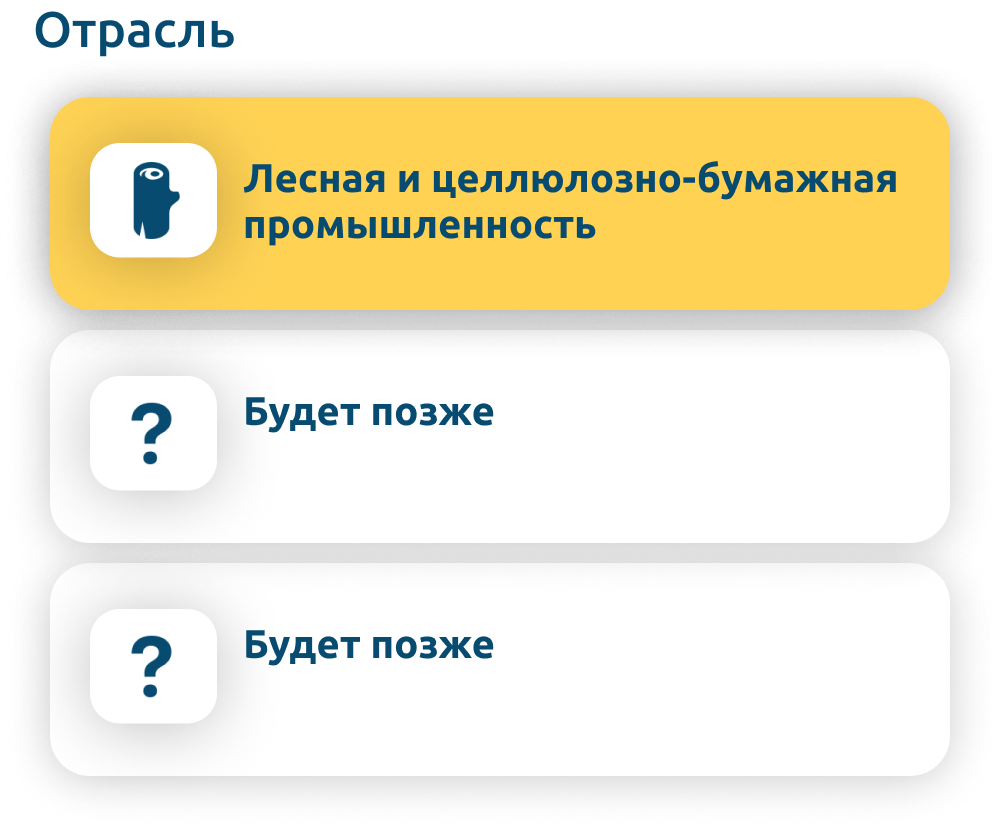 Отрасль
Лесная и целлюлозно-бумажная
промышленность
?
Будет позже
?
Будет позже